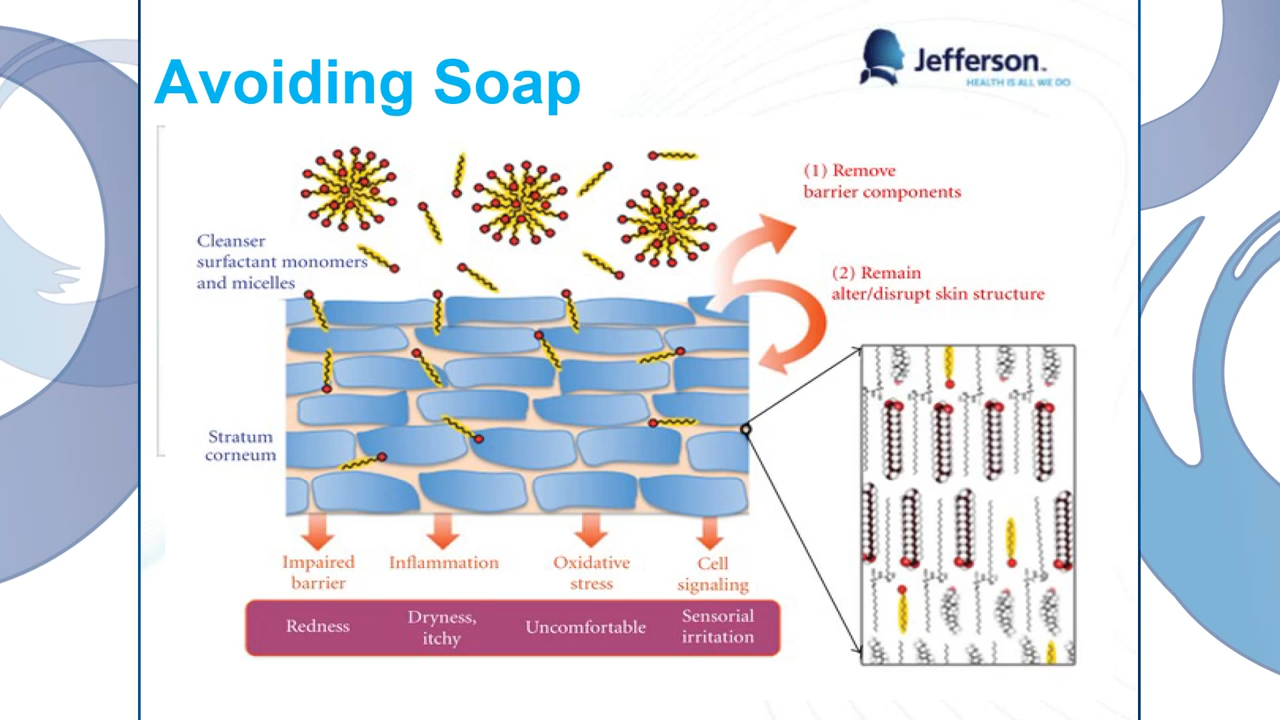 Avoiding Soap
Jefferson™
HEALTH IS ALL WE DO
(1) Remove
barrier components
Cleanser
surfactant monomers
and micelles
(2) Remain
alter/disrupt skin structure
Stratum
corneum
Impaired
barrier
Inflammation
Oxidative
stress
Cell
signaling
Redness
Dryness,
itchy
Uncomfortable
Sensorial
irritation